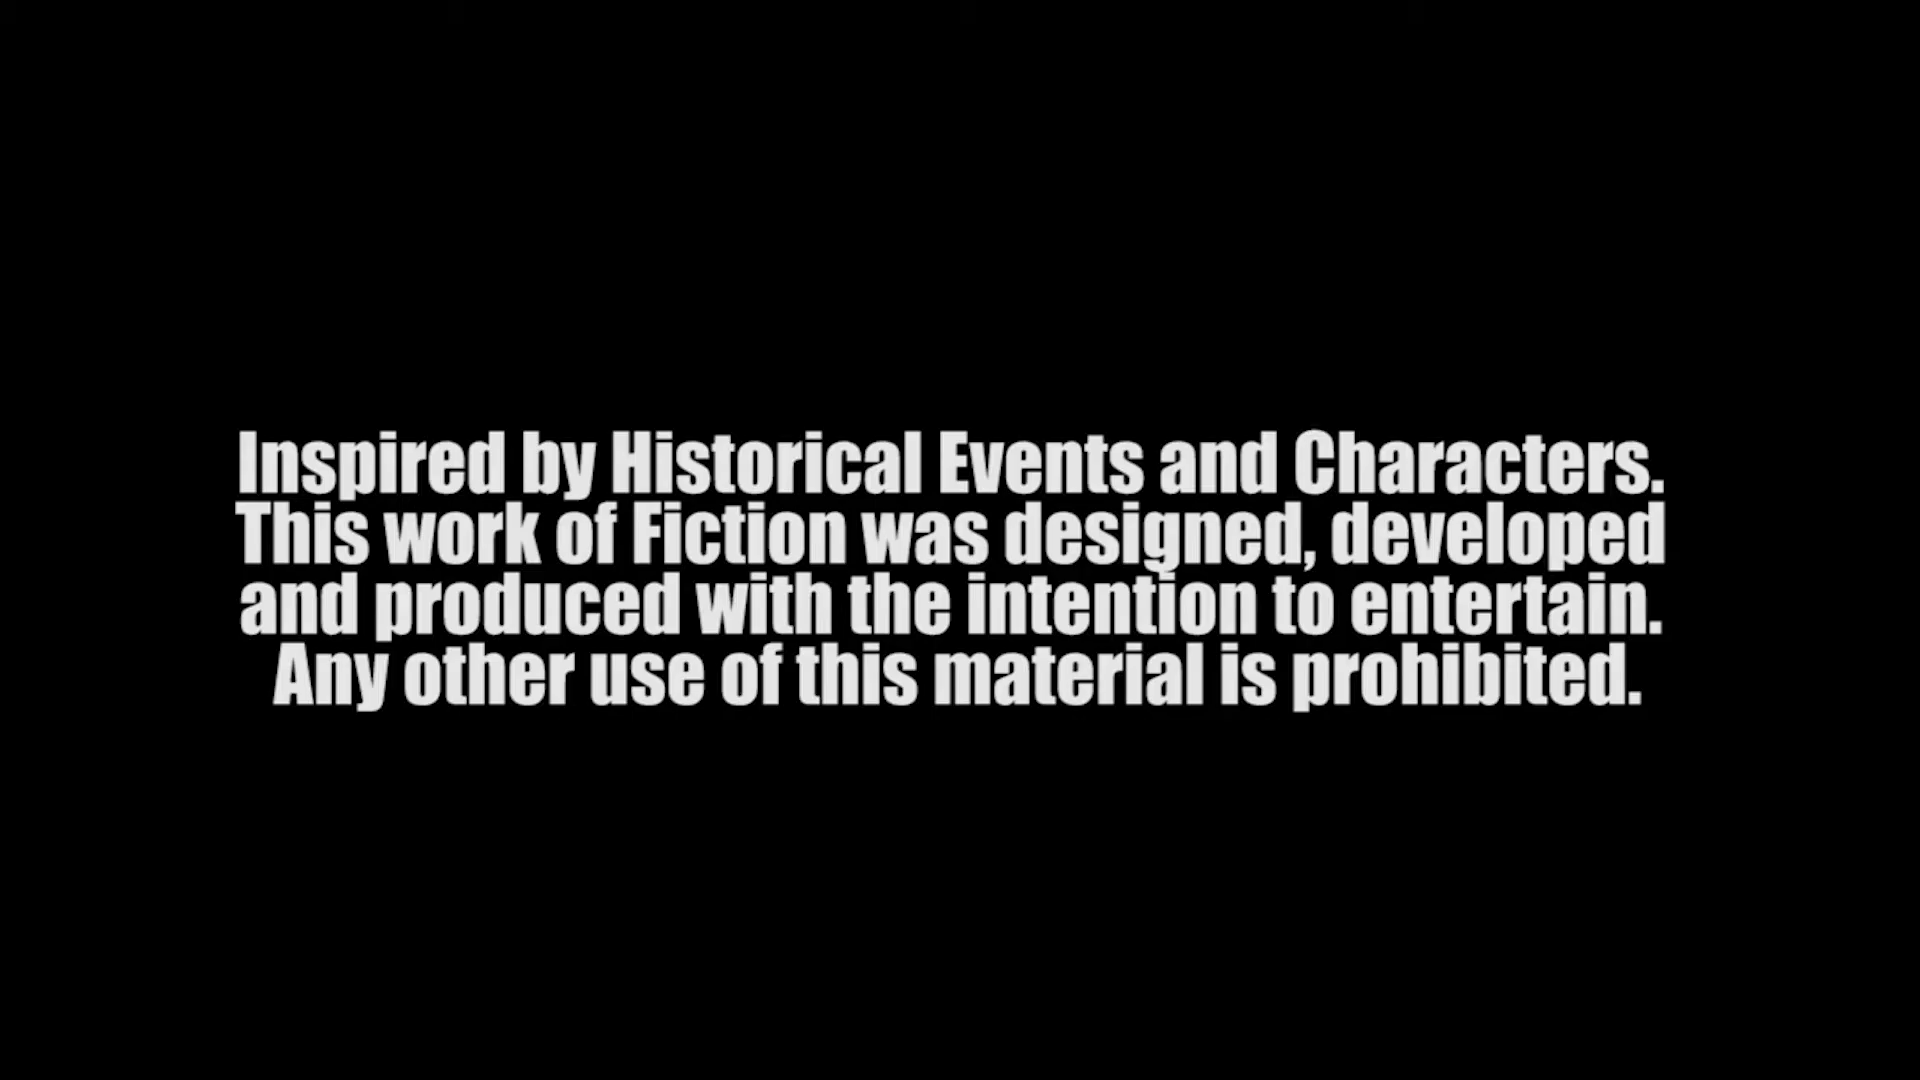 Inspired by Historical Events and Characters.
This work of Fiction was designed, developed
and produced with the intention to entertain.
Any other use of this material is prohibited.